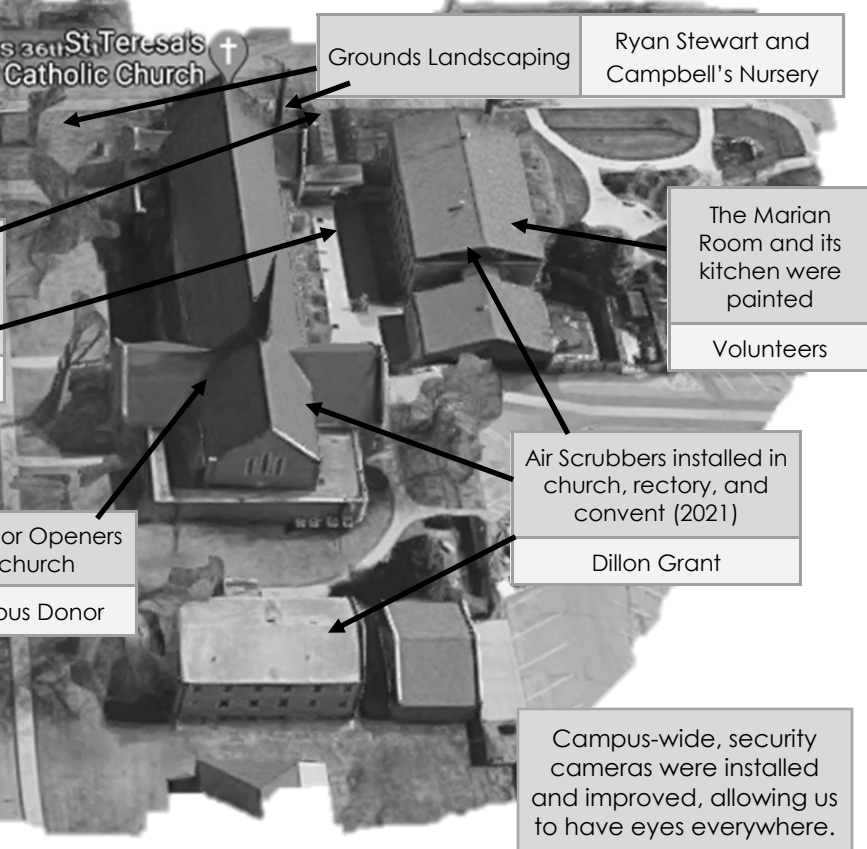 St. Teresa's
Catholic Church
Grounds Landscaping
Ryan Stewart and
Campbell's Nursery
The Marian
Room and its
kitchen were
painted
Volunteers
Air Scrubbers installed in
church, rectory, and
convent (2021)
Dillon Grant
Openers
church
Donor
Campus-wide, security
cameras were installed
and improved, allowing us
to have eyes everywhere.